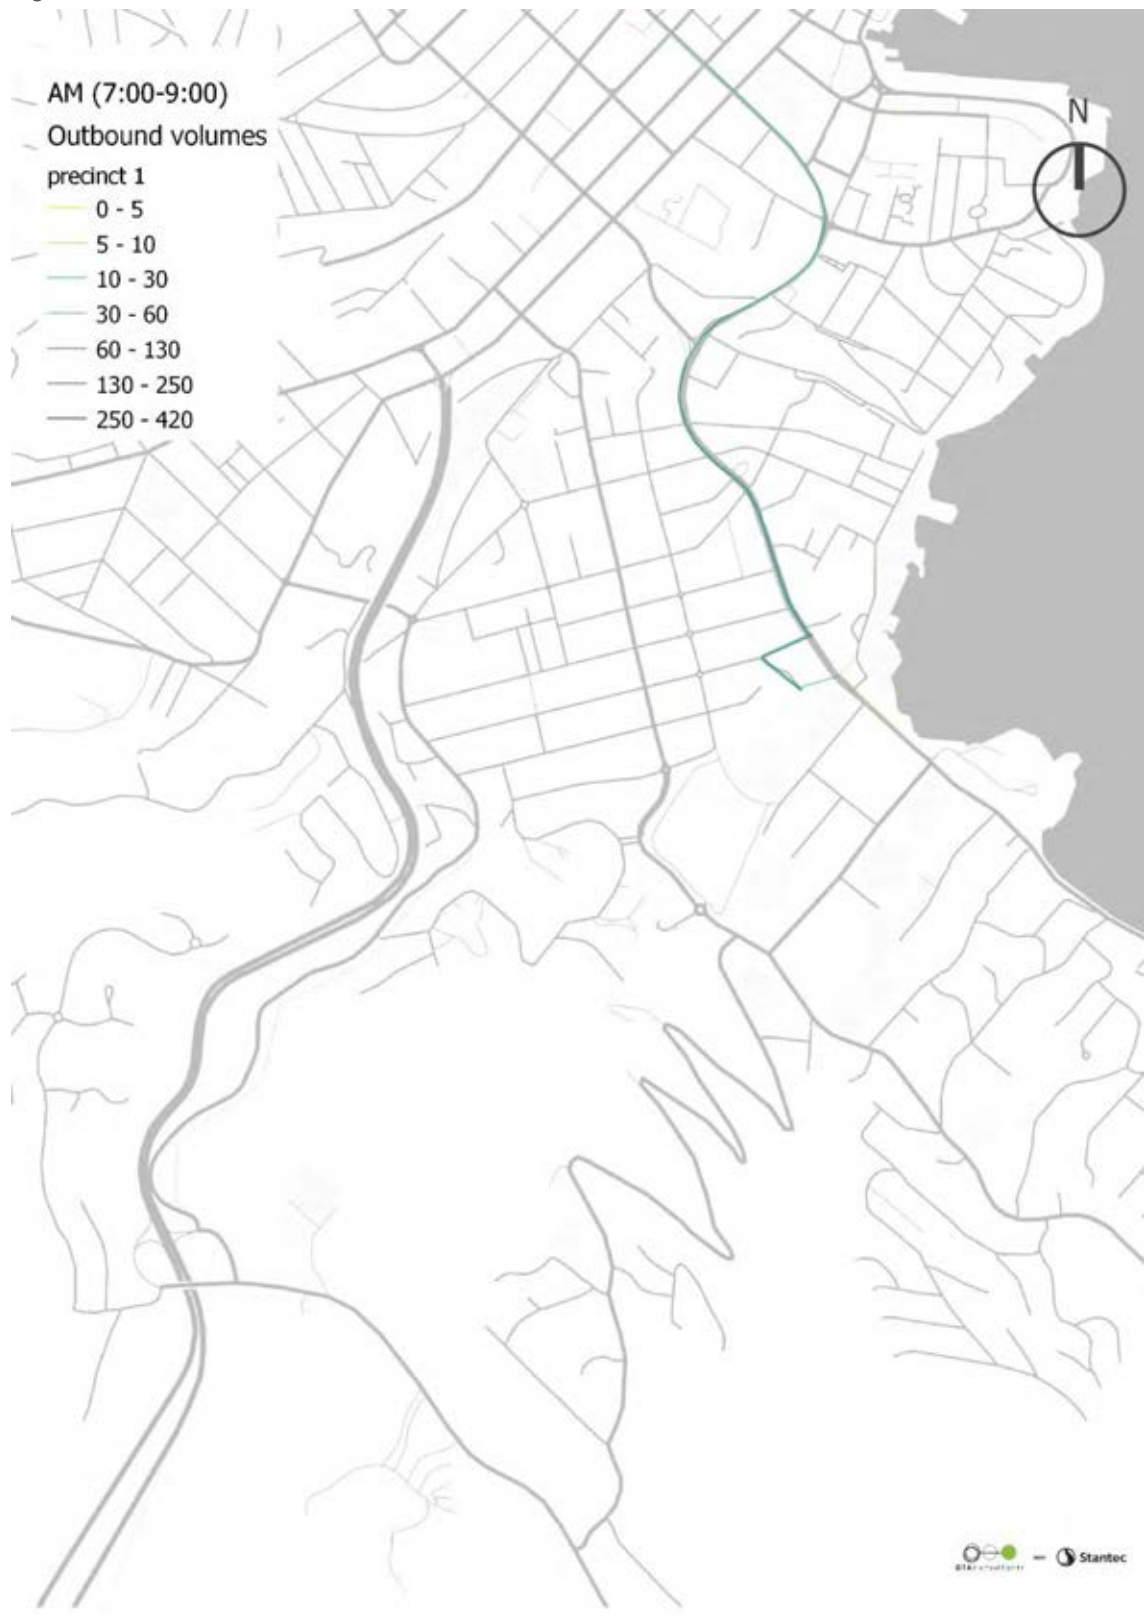 AM (7:00-9:00)
Outbound volumes
precinct 1
0 - 5
5 - 10
10 - 30
30 - 60
60 - 130
130 - 250
250 - 420
N
Stantec